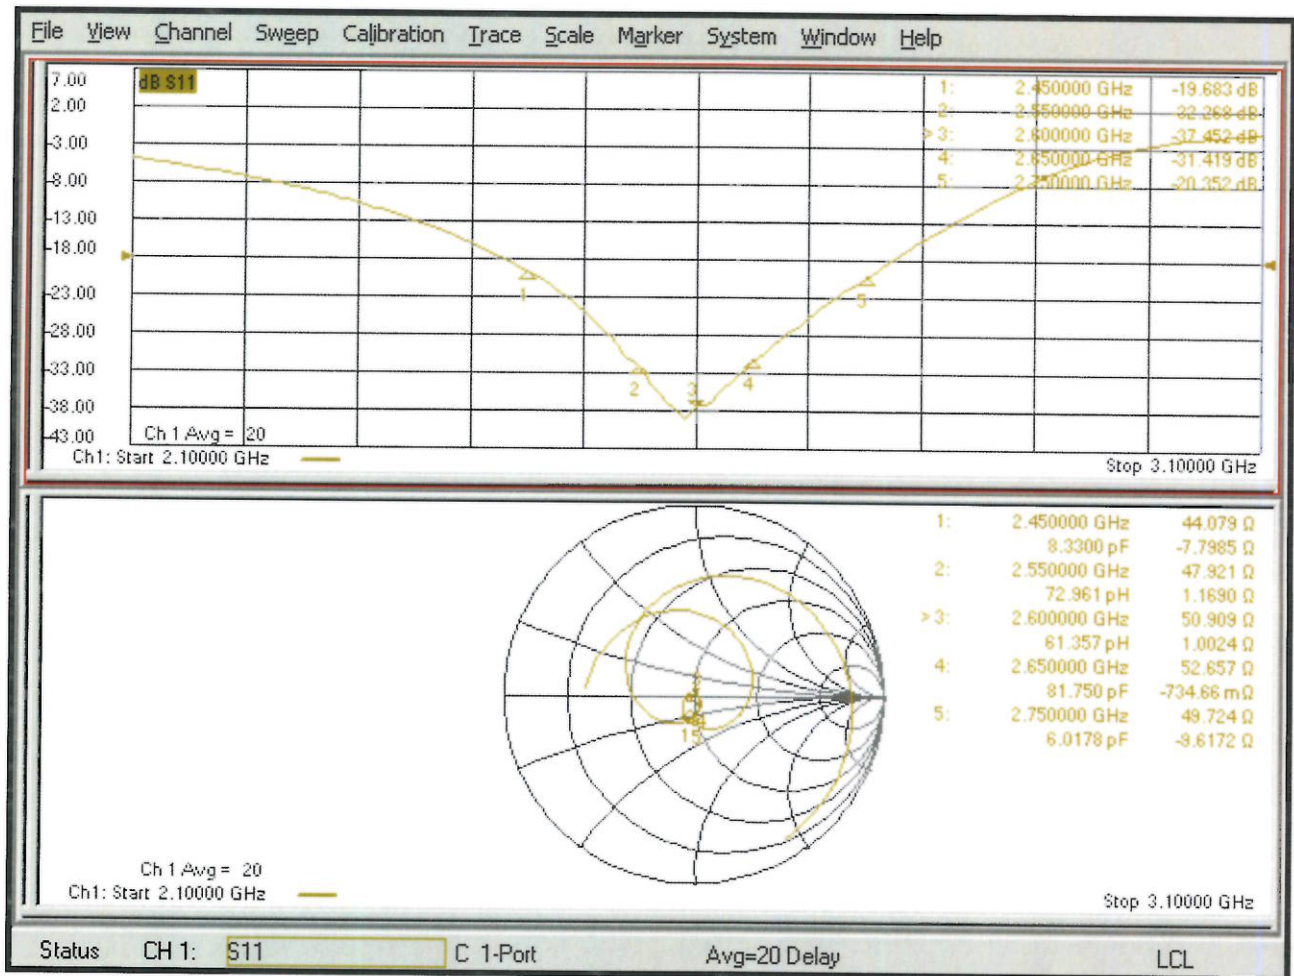 File View Channel Sweep Calibration Trace Scale Marker System Window Help
7.00
2.00
-3.00
-8.00
-13.00
-18.00
-23.00
-28.00
-33.00
-38.00
-43.00
dB S11
1: 2.450000 GHz -19.683 dB
2: 2.550000 GHz -32.268 dB
> 3: 2.600000 GHz -37.452 dB
4: 2.650000 GHz -31.419 dB
5: 2.750000 GHz -20.352 dB
1
2
3
4
5
Ch 1 Avg = 20
Ch1: Start 2.10000 GHz
Stop 3.10000 GHz
1: 2.450000 GHz 44.079 Ω
8.3300 pF -7.7985 Ω
2: 2.550000 GHz 47.921 Ω
72.961 pH 1.1690 Ω
> 3: 2.600000 GHz 50.909 Ω
61.357 pH 1.0024 Ω
4: 2.650000 GHz 52.657 Ω
81.750 pF -734.66 mΩ
5: 2.750000 GHz 49.724 Ω
6.0178 pF -9.6172 Ω
15
Ch 1 Avg = 20
Ch1: Start 2.10000 GHz
Stop 3.10000 GHz
Status CH 1: S11 C 1-Port Avg=20 Delay LCL